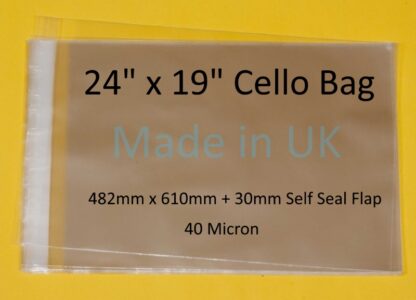 24" x 19" Cello Bag
Made in UK
482mm x 610mm + 30mm Self Seal Flap
40 Micron